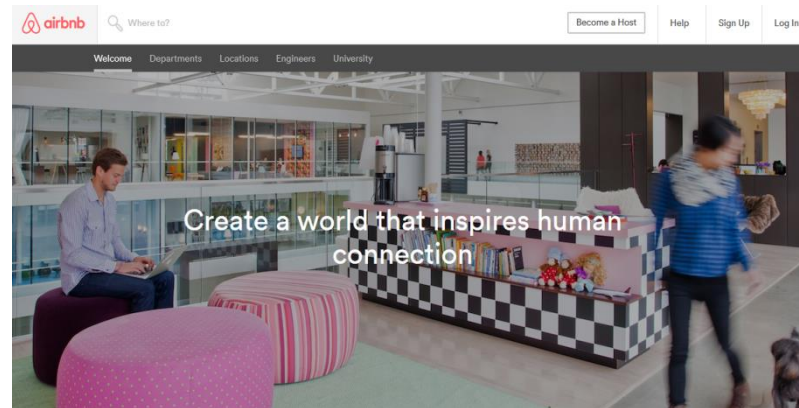 airbnb
Where to?
Become a Host
Help
Sign Up
Log In
Welcome
Departments
Locations
Engineers
University
Create a world that inspires human
connection